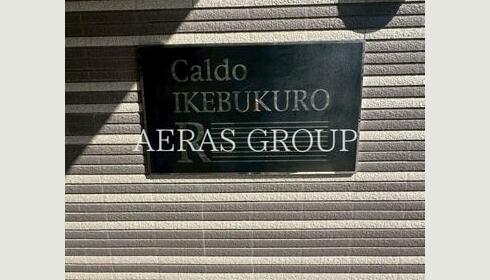 Caldo
IKEBUKURO
R
AERAS GROUP